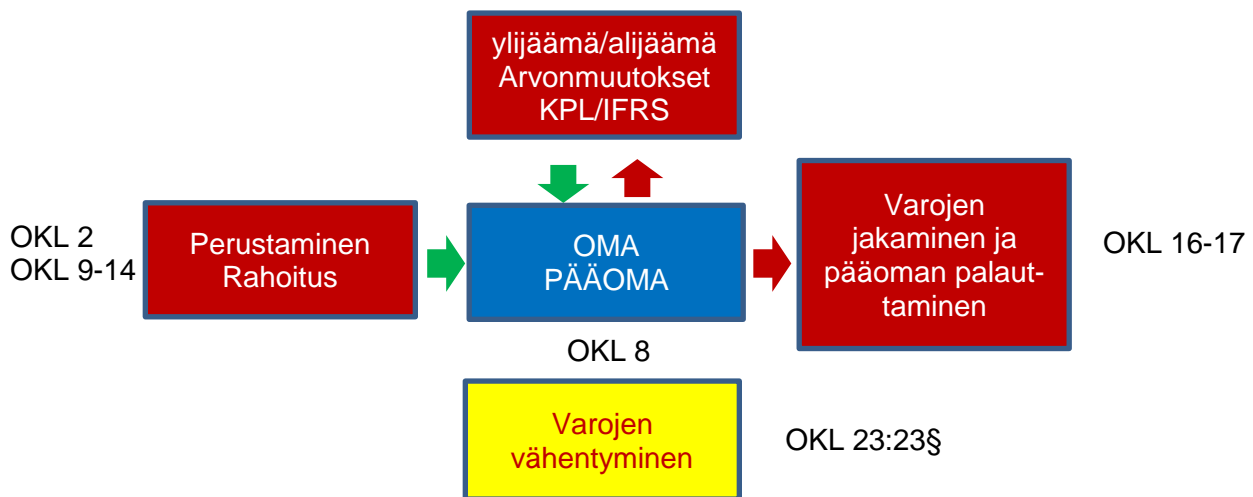 ylijäämä/alijäämä
Arvonmuutokset
KPL/IFRS
OKL 2
OKL 9-14
Perustaminen
Rahoitus
OMA
PÄÄOMA
Varojen
jakaminen ja
pääoman palaut-
taminen
OKL 16-17
OKL 8
Varojen
vähentyminen
OKL 23:23§